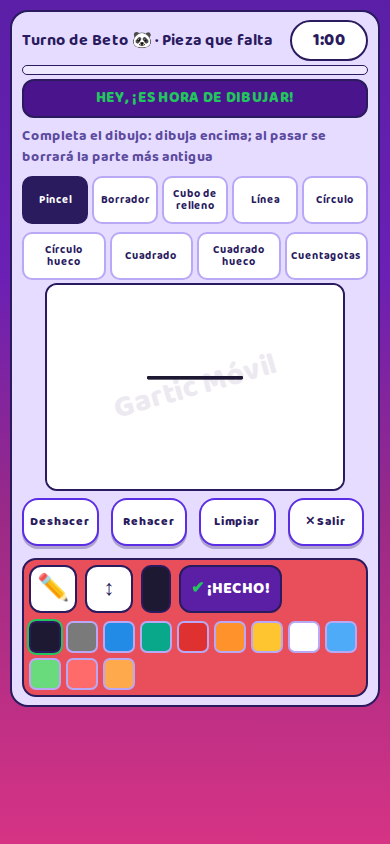 Turno de Beto 🐼 · Pieza que falta
1:00
HEY, ¡ES HORA DE DIBUJAR!
Completa el dibujo: dibuja encima; al pasar se
borrará la parte más antigua
Pincel
Borrador
Cubo de
relleno
Línea
Círculo
Círculo
hueco
Cuadrado
Cuadrado
hueco
Cuentagotas
Gartic Móvil
Deshacer
Rehacer
Limpiar
×Salir
✏️
↕
✔¡HECHO!